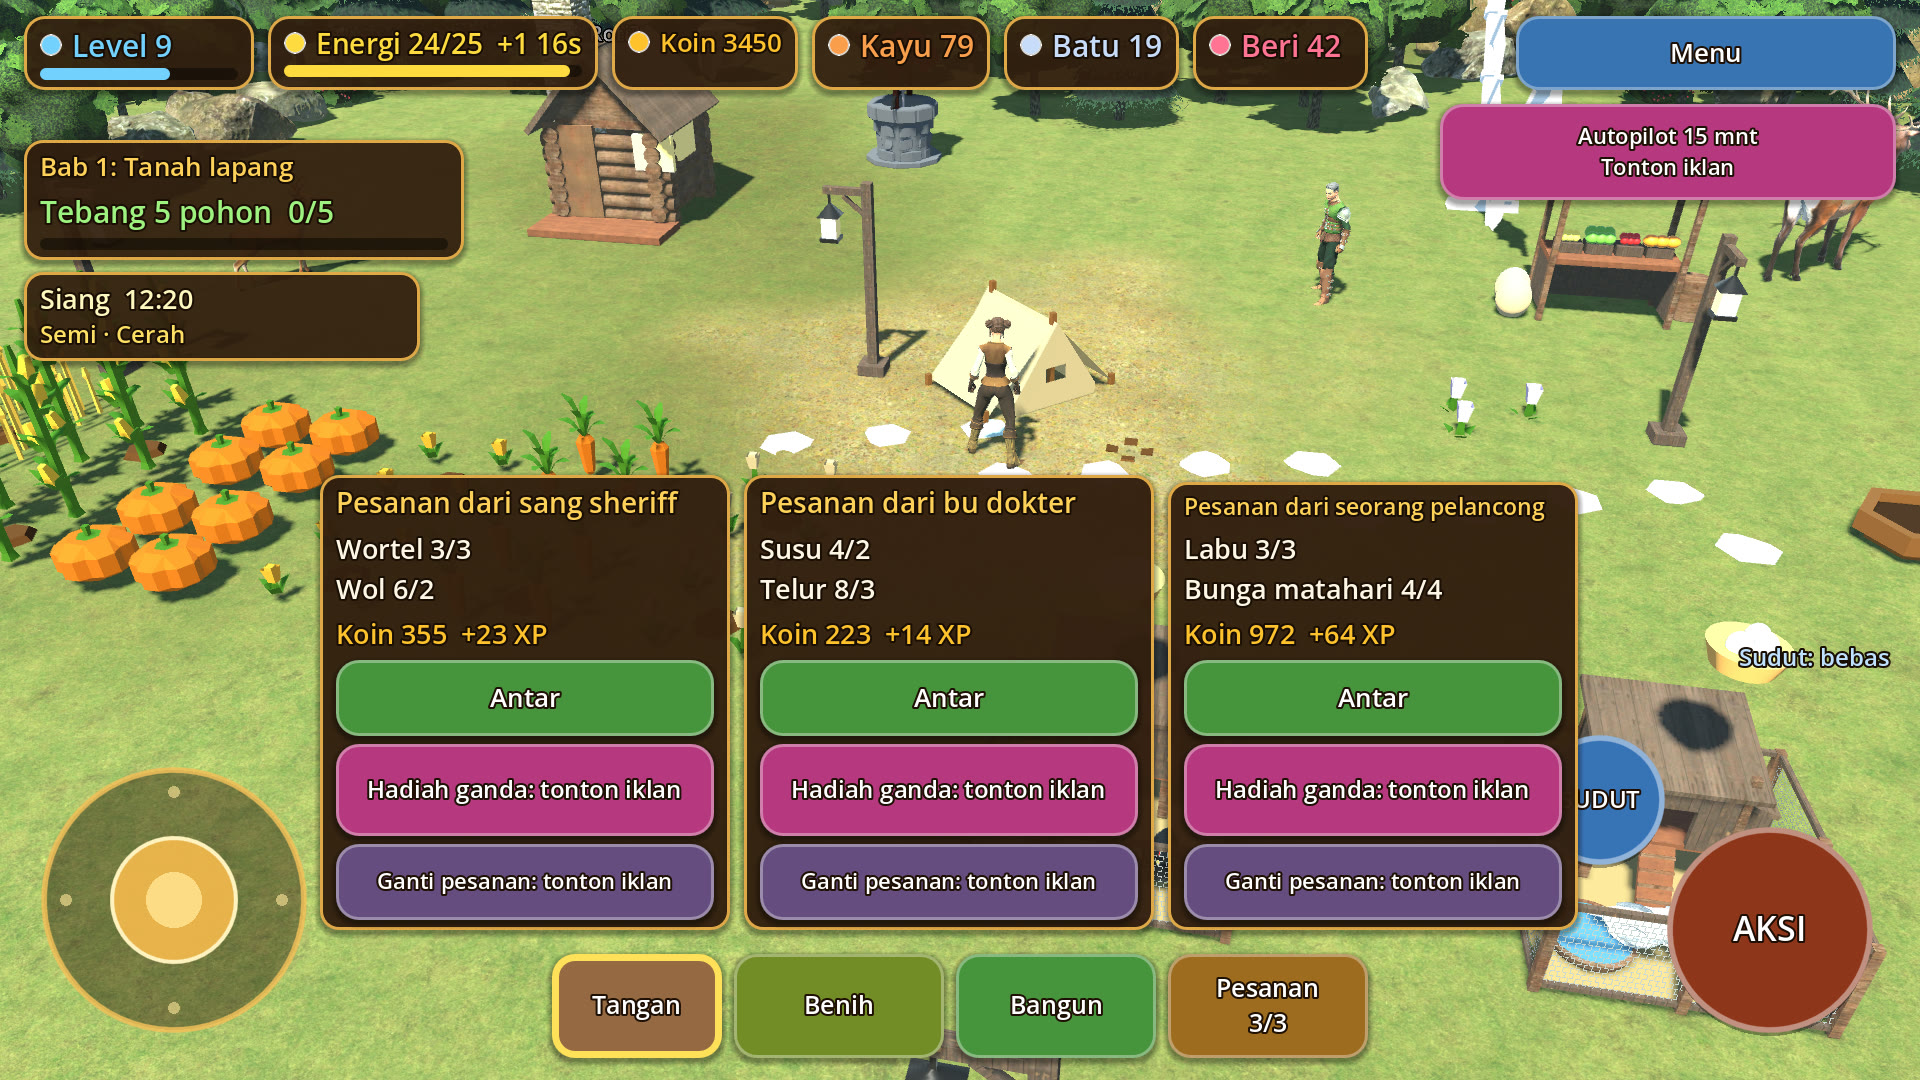 Level 9
Energi 24/25 +1 16s
Koin 3450
Kayu 79
Batu 19
Beri 42
Menu
Autopilot 15 mnt
Tonton iklan
Bab 1: Tanah lapang
Tebang 5 pohon 0/5
Siang 12:20
Semi · Cerah
Pesanan dari sang sheriff
Wortel 3/3
Wol 6/2
Koin 355 +23 XP
Antar
Hadiah ganda: tonton iklan
Ganti pesanan: tonton iklan
Pesanan dari bu dokter
Susu 4/2
Telur 8/3
Koin 223 +14 XP
Antar
Hadiah ganda: tonton iklan
Ganti pesanan: tonton iklan
Pesanan dari seorang pelancong
Labu 3/3
Bunga matahari 4/4
Koin 972 +64 XP
Antar
Hadiah ganda: tonton iklan
Ganti pesanan: tonton iklan
Sudut: bebas
UDUT
AKSI
Tangan
Benih
Bangun
Pesanan
3/3